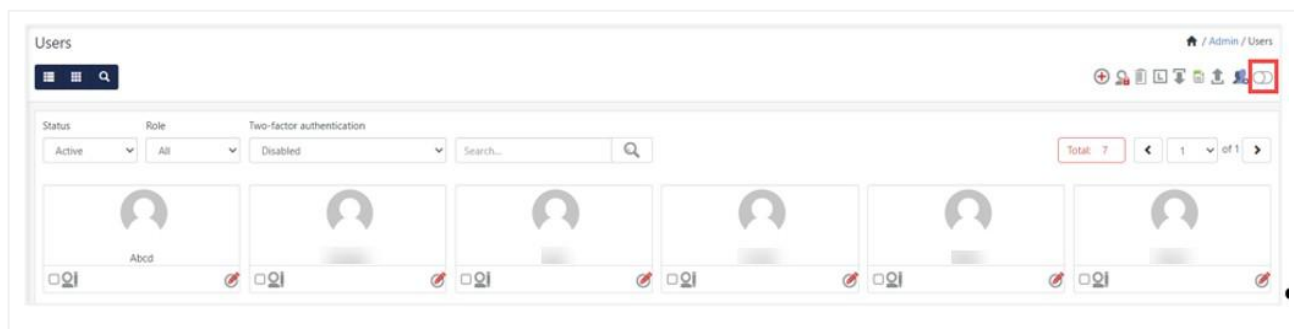 Users
/ Admin / Users
Status Role Two-factor authentication
Active All Disabled Search... Total: 7 1 of 1
Abcd